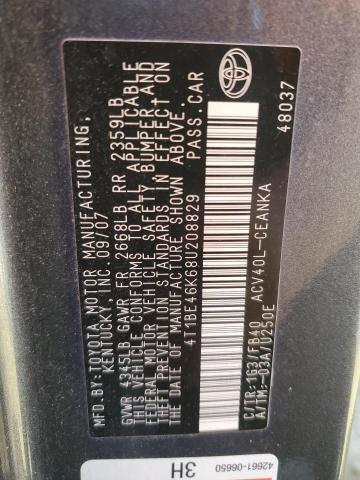 MFD.BY:TOYOTA MOTOR MANUFACTURING,
KENTUCKY, INC.09/07
GVWR 4345LB GAWR FR 2668LB RR 2359LB
THIS VEHICLE CONFORMS TO ALL APPLICABLE
FEDERAL MOTOR VEHICLE SAFETY, BUMPER, AND
THEFT PREVENTION STANDARDS IN EFFECT ON
THE DATE OF MANUFACTURE SHOWN ABOVE.
4T1BE46K68U208829 PASS.CAR
C/TR:1G3/FB40 ACV40L-CEANKA
A/TM:-03A/U250E 48037
42661-06650
3H